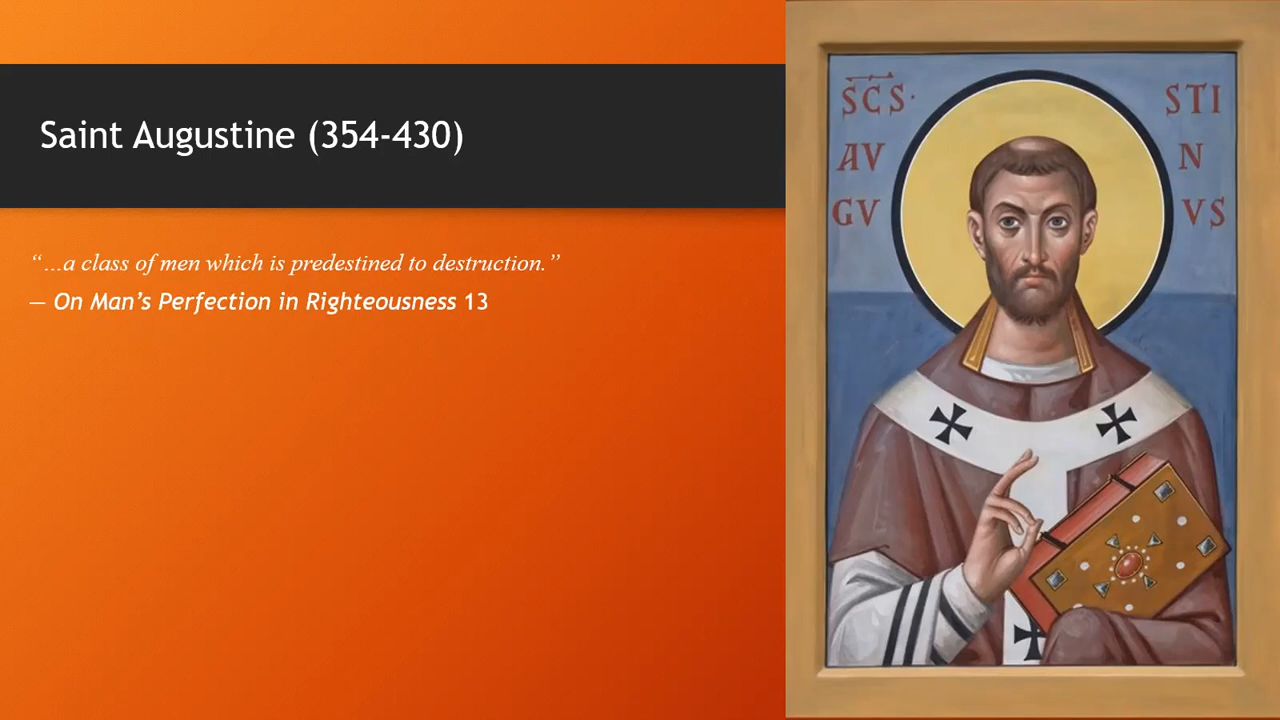 Saint Augustine (354-430)
“…a class of men which is predestined to destruction.”
— On Man’s Perfection in Righteousness 13
SCS· STI
AV N
GV VS